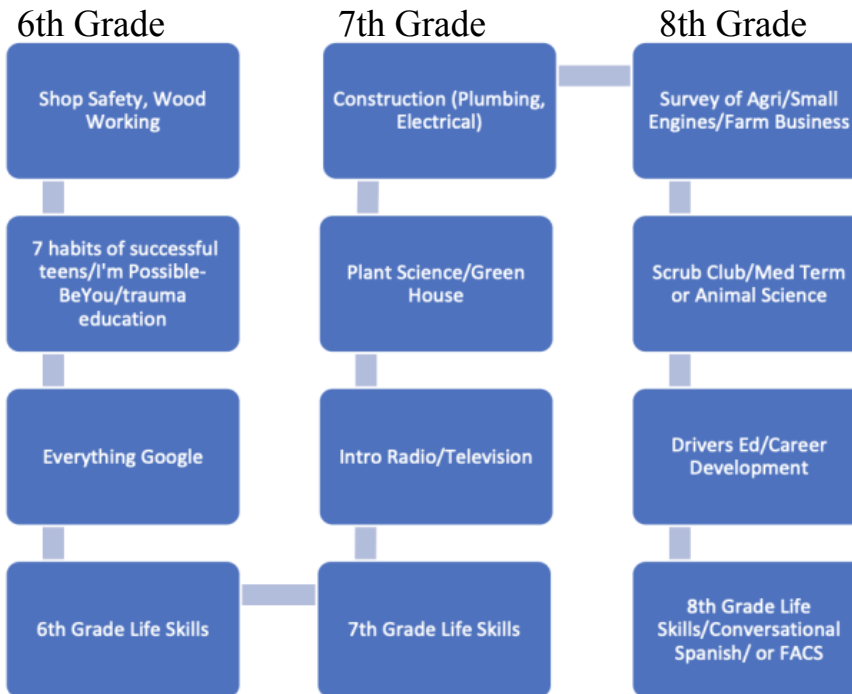 6th Grade
7th Grade
8th Grade
Shop Safety, Wood
Working
7 habits of successful
teens/I'm Possible-
BeYou/trauma
education
Everything Google
6th Grade Life Skills
Construction (Plumbing,
Electrical)
Plant Science/Green
House
Intro Radio/Television
7th Grade Life Skills
Survey of Agri/Small
Engines/Farm Business
Scrub Club/Med Term
or Animal Science
Drivers Ed/Career
Development
8th Grade Life
Skills/Conversational
Spanish/ or FACS